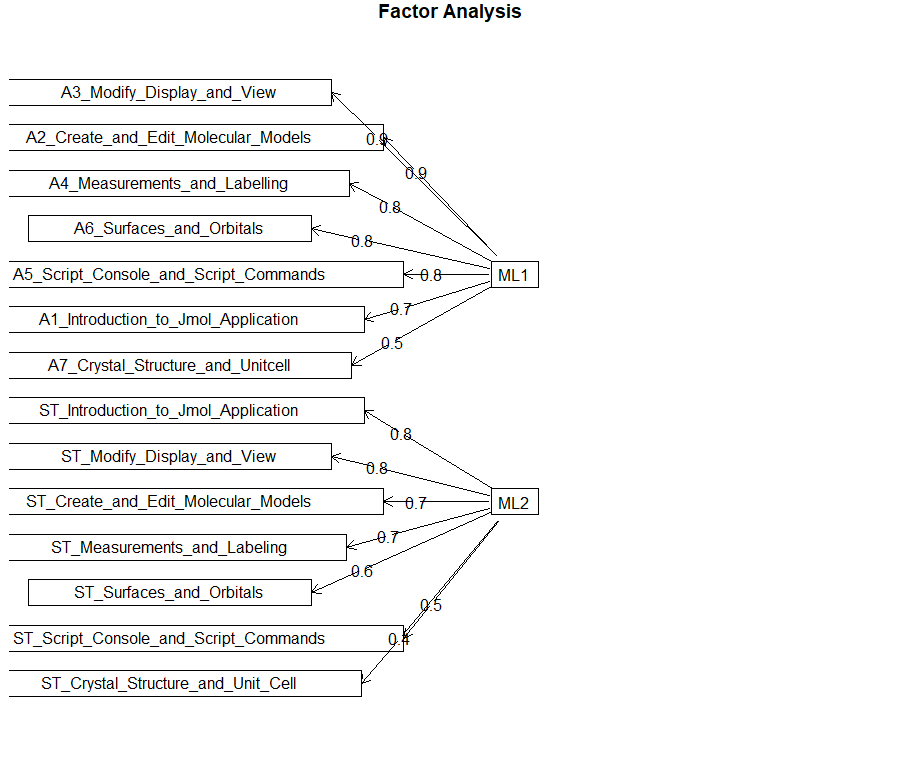 Factor Analysis
A3_Modify_Display_and_View
0.9
A2_Create_and_Edit_Molecular_Models
0.9
A4_Measurements_and_Labelling
0.8
A6_Surfaces_and_Orbitals
0.8
A5_Script_Console_and_Script_Commands
0.8
ML1
A1_Introduction_to_Jmol_Application
0.7
A7_Crystal_Structure_and_Unitcell
0.5
ST_Introduction_to_Jmol_Application
0.8
ST_Modify_Display_and_View
0.8
ST_Create_and_Edit_Molecular_Models
0.7
ML2
ST_Measurements_and_Labeling
0.7
ST_Surfaces_and_Orbitals
0.6
ST_Script_Console_and_Script_Commands
0.5
ST_Crystal_Structure_and_Unit_Cell
0.4